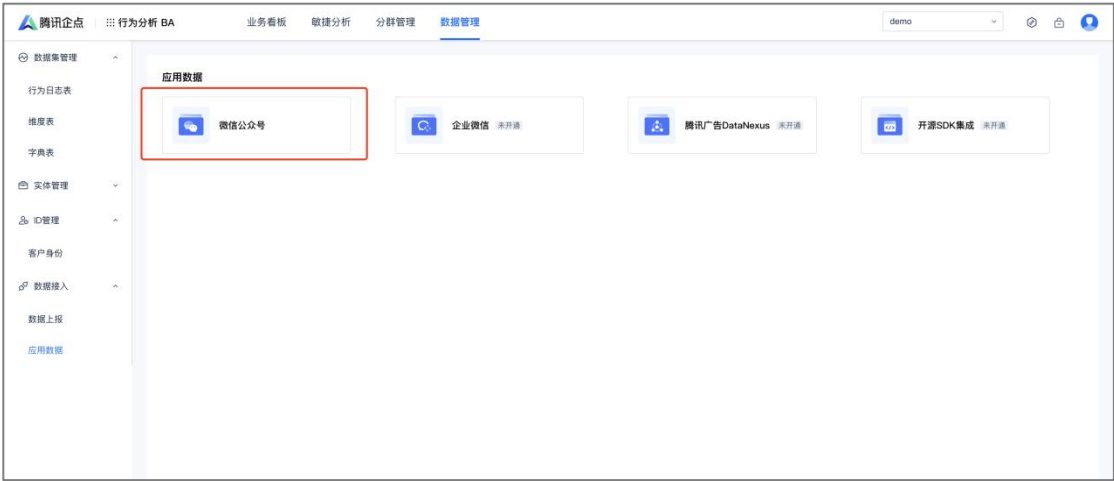 腾讯企点 行为分析 BA 业务看板 敏捷分析 分群管理 数据管理 demo
数据集管理
行为日志表
维度表
字典表
实体管理
ID管理
客户身份
数据接入
数据上报
应用数据
应用数据
微信公众号
企业微信 未开通
腾讯广告DataNexus 未开通
开源SDK集成 未开通